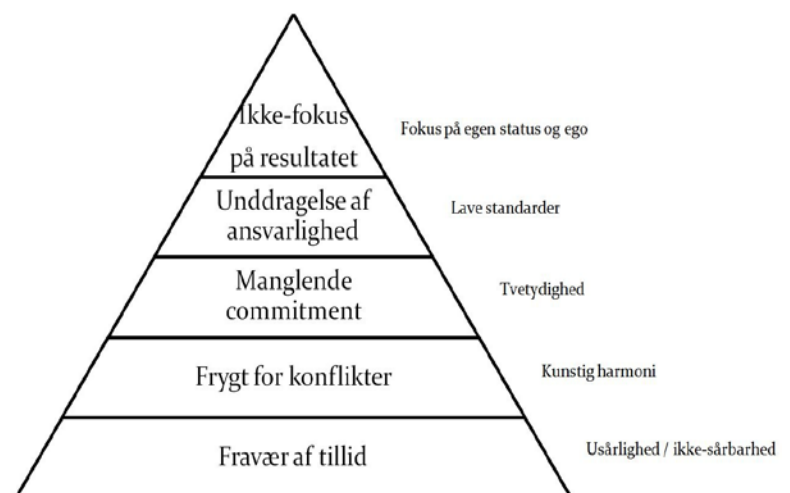 Ikke-fokus
på resultatet
Fokus på egen status og ego
Unddragelse af
ansvarlighed
Lave standarder
Manglende
commitment
Tvetydighed
Frygt for konflikter
Kunstig harmoni
Fravær af tillid
Usårlighed / ikke-sårbarhed